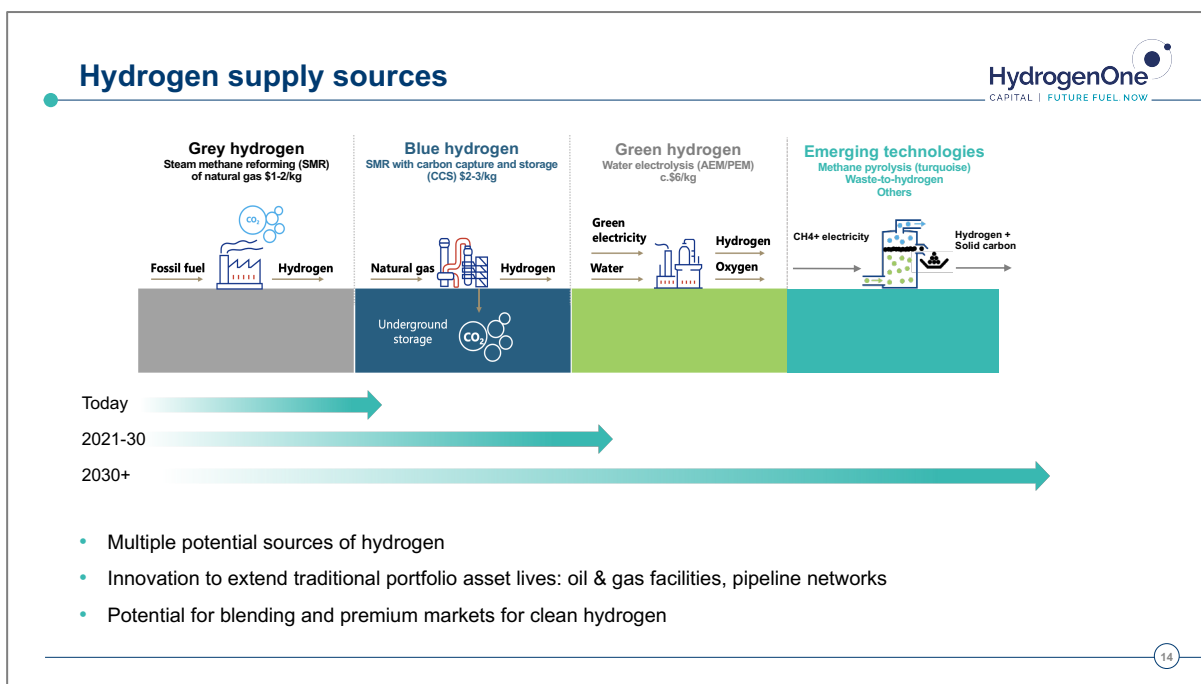 Hydrogen supply sources
HydrogenOne
CAPITAL | FUTURE FUEL. NOW
Grey hydrogen
Steam methane reforming (SMR)
of natural gas $1-2/kg
CO₂
Fossil fuel
Hydrogen
Blue hydrogen
SMR with carbon capture and storage
(CCS) $2-3/kg
Natural gas
Hydrogen
Underground
storage
CO₂
Green hydrogen
Water electrolysis (AEM/PEM)
c.$6/kg
Green
electricity
Water
Hydrogen
Oxygen
Emerging technologies
Methane pyrolysis (turquoise)
Waste-to-hydrogen
Others
CH4+ electricity
Hydrogen +
Solid carbon
Today
2021-30
2030+
• Multiple potential sources of hydrogen
• Innovation to extend traditional portfolio asset lives: oil & gas facilities, pipeline networks
• Potential for blending and premium markets for clean hydrogen
14